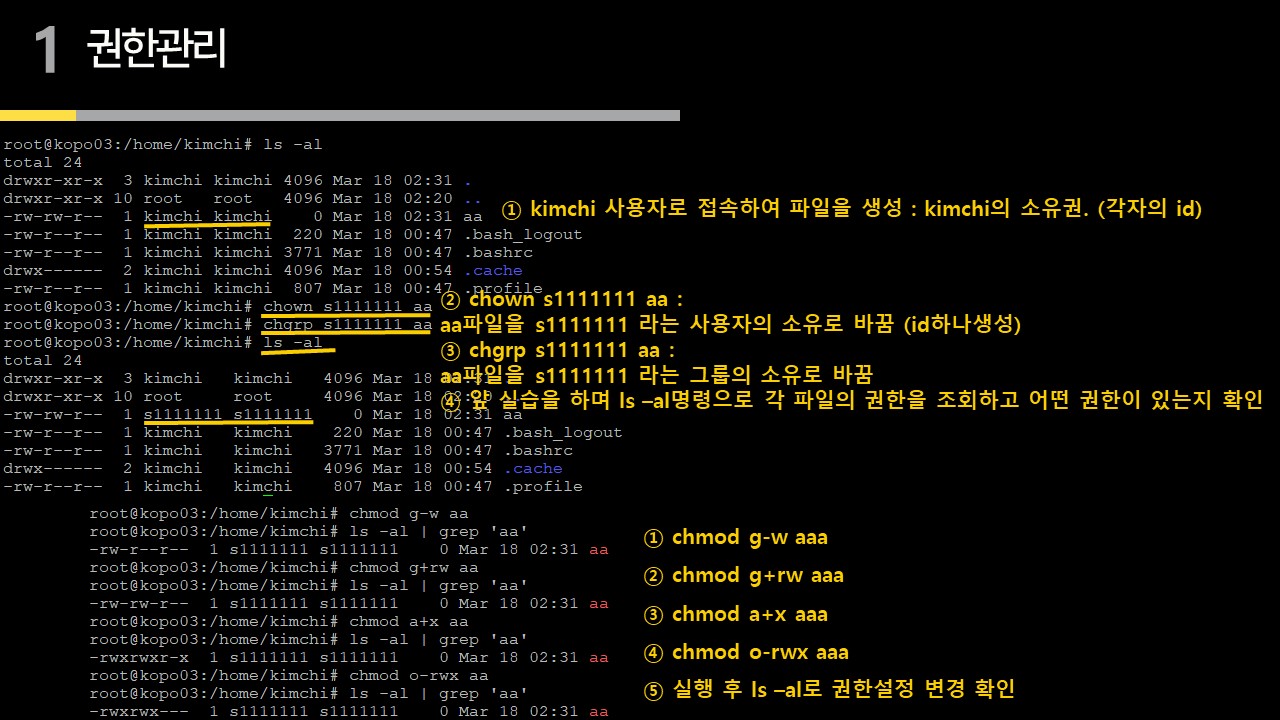 1 권한관리
root@kopo03:/home/kimchi# ls -al
total 24
drwxr-xr-x  3 kimchi kimchi 4096 Mar 18 02:31 .
drwxr-xr-x 10 root   root   4096 Mar 18 02:20 ..
-rw-rw-r--  1 kimchi kimchi    0 Mar 18 02:31 aa
① kimchi 사용자로 접속하여 파일을 생성 : kimchi의 소유권. (각자의 id)
-rw-r--r--  1 kimchi kimchi  220 Mar 18 00:47 .bash_logout
-rw-r--r--  1 kimchi kimchi 3771 Mar 18 00:47 .bashrc
drwx------  2 kimchi kimchi 4096 Mar 18 00:54 .cache
-rw-r--r--  1 kimchi kimchi  807 Mar 18 00:47 .profile
root@kopo03:/home/kimchi# chown s1111111 aa
root@kopo03:/home/kimchi# chgrp s1111111 aa
root@kopo03:/home/kimchi# ls -al
② chown s1111111 aa :
aa파일을 s1111111 라는 사용자의 소유로 바꿈 (id하나생성)
③ chgrp s1111111 aa :
aa파일을 s1111111 라는 그룹의 소유로 바꿈
④ 앞 실습을 하며 ls –al명령으로 각 파일의 권한을 조회하고 어떤 권한이 있는지 확인
total 24
drwxr-xr-x  3 kimchi   kimchi   4096 Mar 18
drwxr-xr-x 10 root     root     4096 Mar 18
-rw-rw-r--  1 s1111111 s1111111    0 Mar 18 02:31 aa
-rw-r--r--  1 kimchi   kimchi    220 Mar 18 00:47 .bash_logout
-rw-r--r--  1 kimchi   kimchi   3771 Mar 18 00:47 .bashrc
drwx------  2 kimchi   kimchi   4096 Mar 18 00:54 .cache
-rw-r--r--  1 kimchi   kimchi    807 Mar 18 00:47 .profile
root@kopo03:/home/kimchi# chmod g-w aa
root@kopo03:/home/kimchi# ls -al | grep 'aa'
-rw-r--r--  1 s1111111 s1111111    0 Mar 18 02:31 aa
root@kopo03:/home/kimchi# chmod g+rw aa
root@kopo03:/home/kimchi# ls -al | grep 'aa'
-rw-rw-r--  1 s1111111 s1111111    0 Mar 18 02:31 aa
root@kopo03:/home/kimchi# chmod a+x aa
root@kopo03:/home/kimchi# ls -al | grep 'aa'
-rwxrwxr-x  1 s1111111 s1111111    0 Mar 18 02:31 aa
root@kopo03:/home/kimchi# chmod o-rwx aa
root@kopo03:/home/kimchi# ls -al | grep 'aa'
-rwxrwx---  1 s1111111 s1111111    0 Mar 18 02:31 aa
① chmod g-w aaa
② chmod g+rw aaa
③ chmod a+x aaa
④ chmod o-rwx aaa
⑤ 실행 후 ls –al로 권한설정 변경 확인